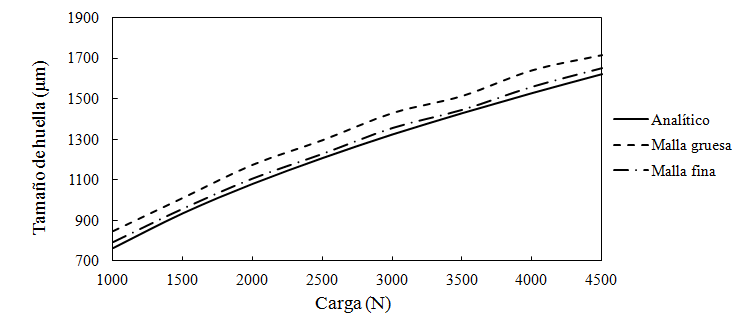 1900
1700
1500
1300
1100
900
700
Tamaño de huella (µm)
1000 1500 2000 2500 3000 3500 4000 4500
Carga (N)
Analítico
Malla gruesa
Malla fina